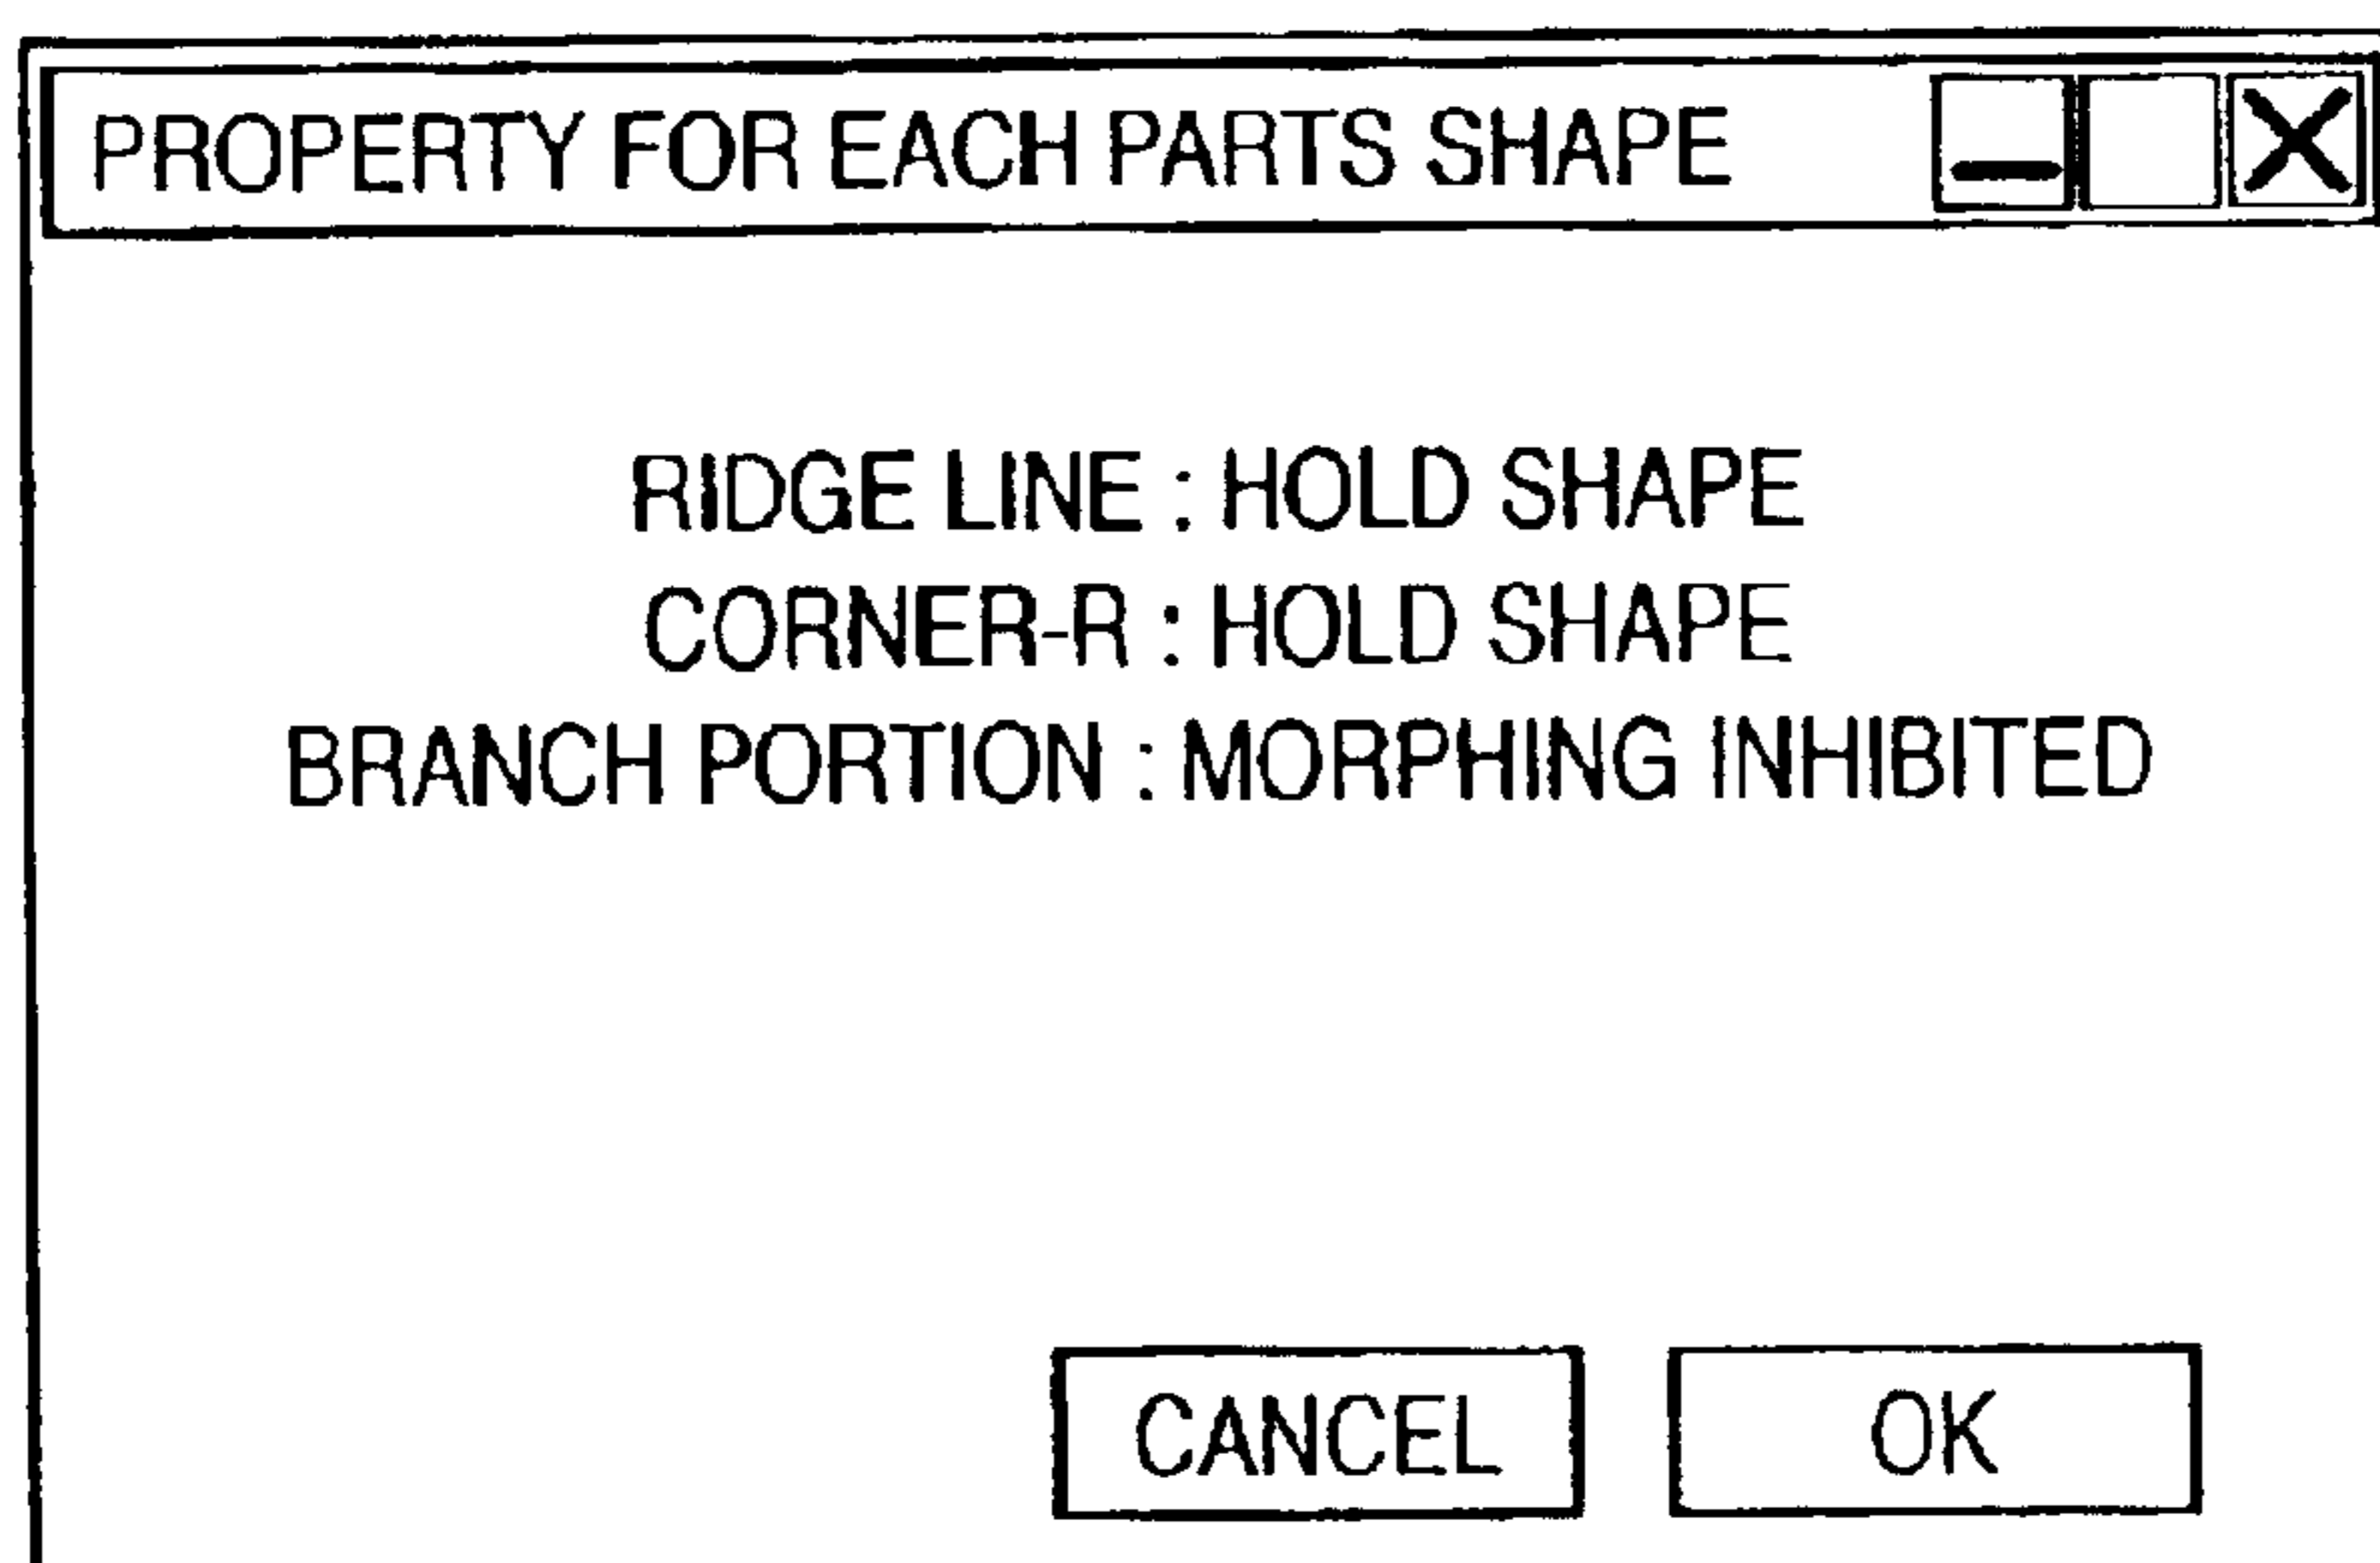 PROPERTY FOR EACH PARTS SHAPE
RIDGE LINE : HOLD SHAPE
CORNER-R : HOLD SHAPE
BRANCH PORTION : MORPHING INHIBITED
CANCEL
OK